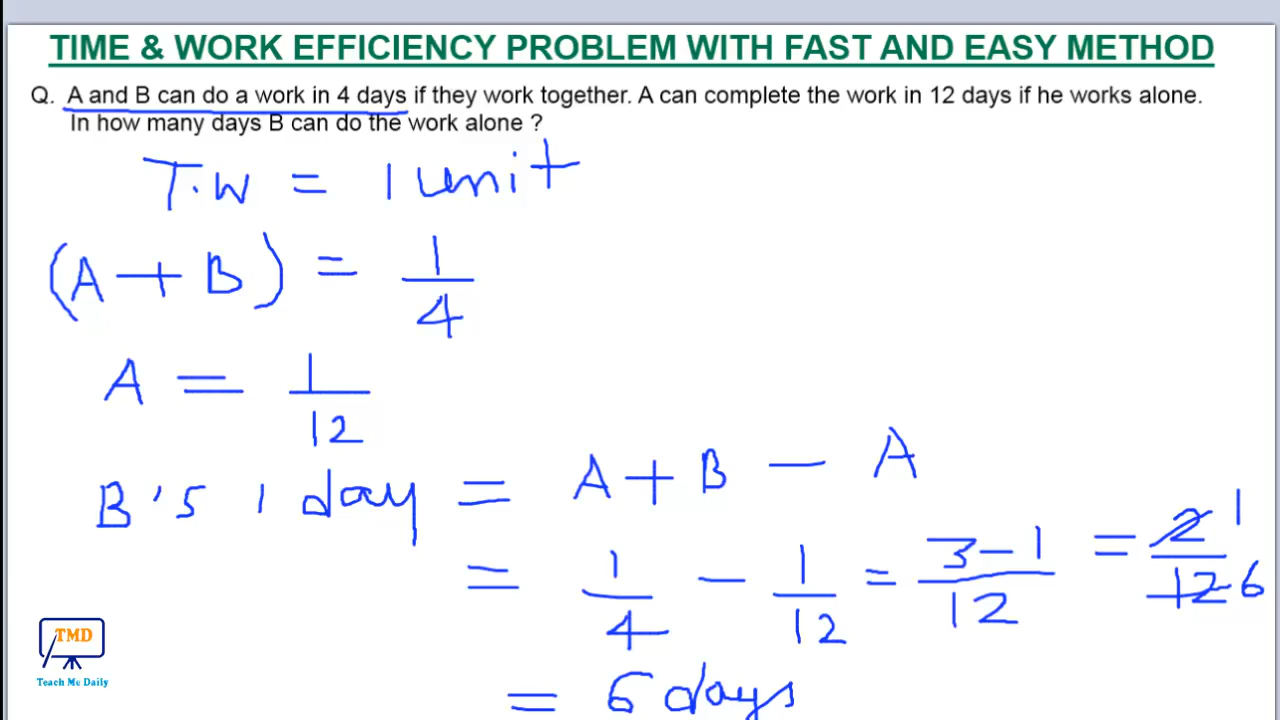 TIME & WORK EFFICIENCY PROBLEM WITH FAST AND EASY METHOD
Q. A and B can do a work in 4 days if they work together. A can complete the work in 12 days if he works alone.
In how many days B can do the work alone ?
T.W = 1 unit
(A + B) = 1/4
A = 1/12
B's 1 day = A + B - A
= 1/4 - 1/12 = 3-1/12 = 2/12 1 6
= 6 days
TMD
Teach Me Daily